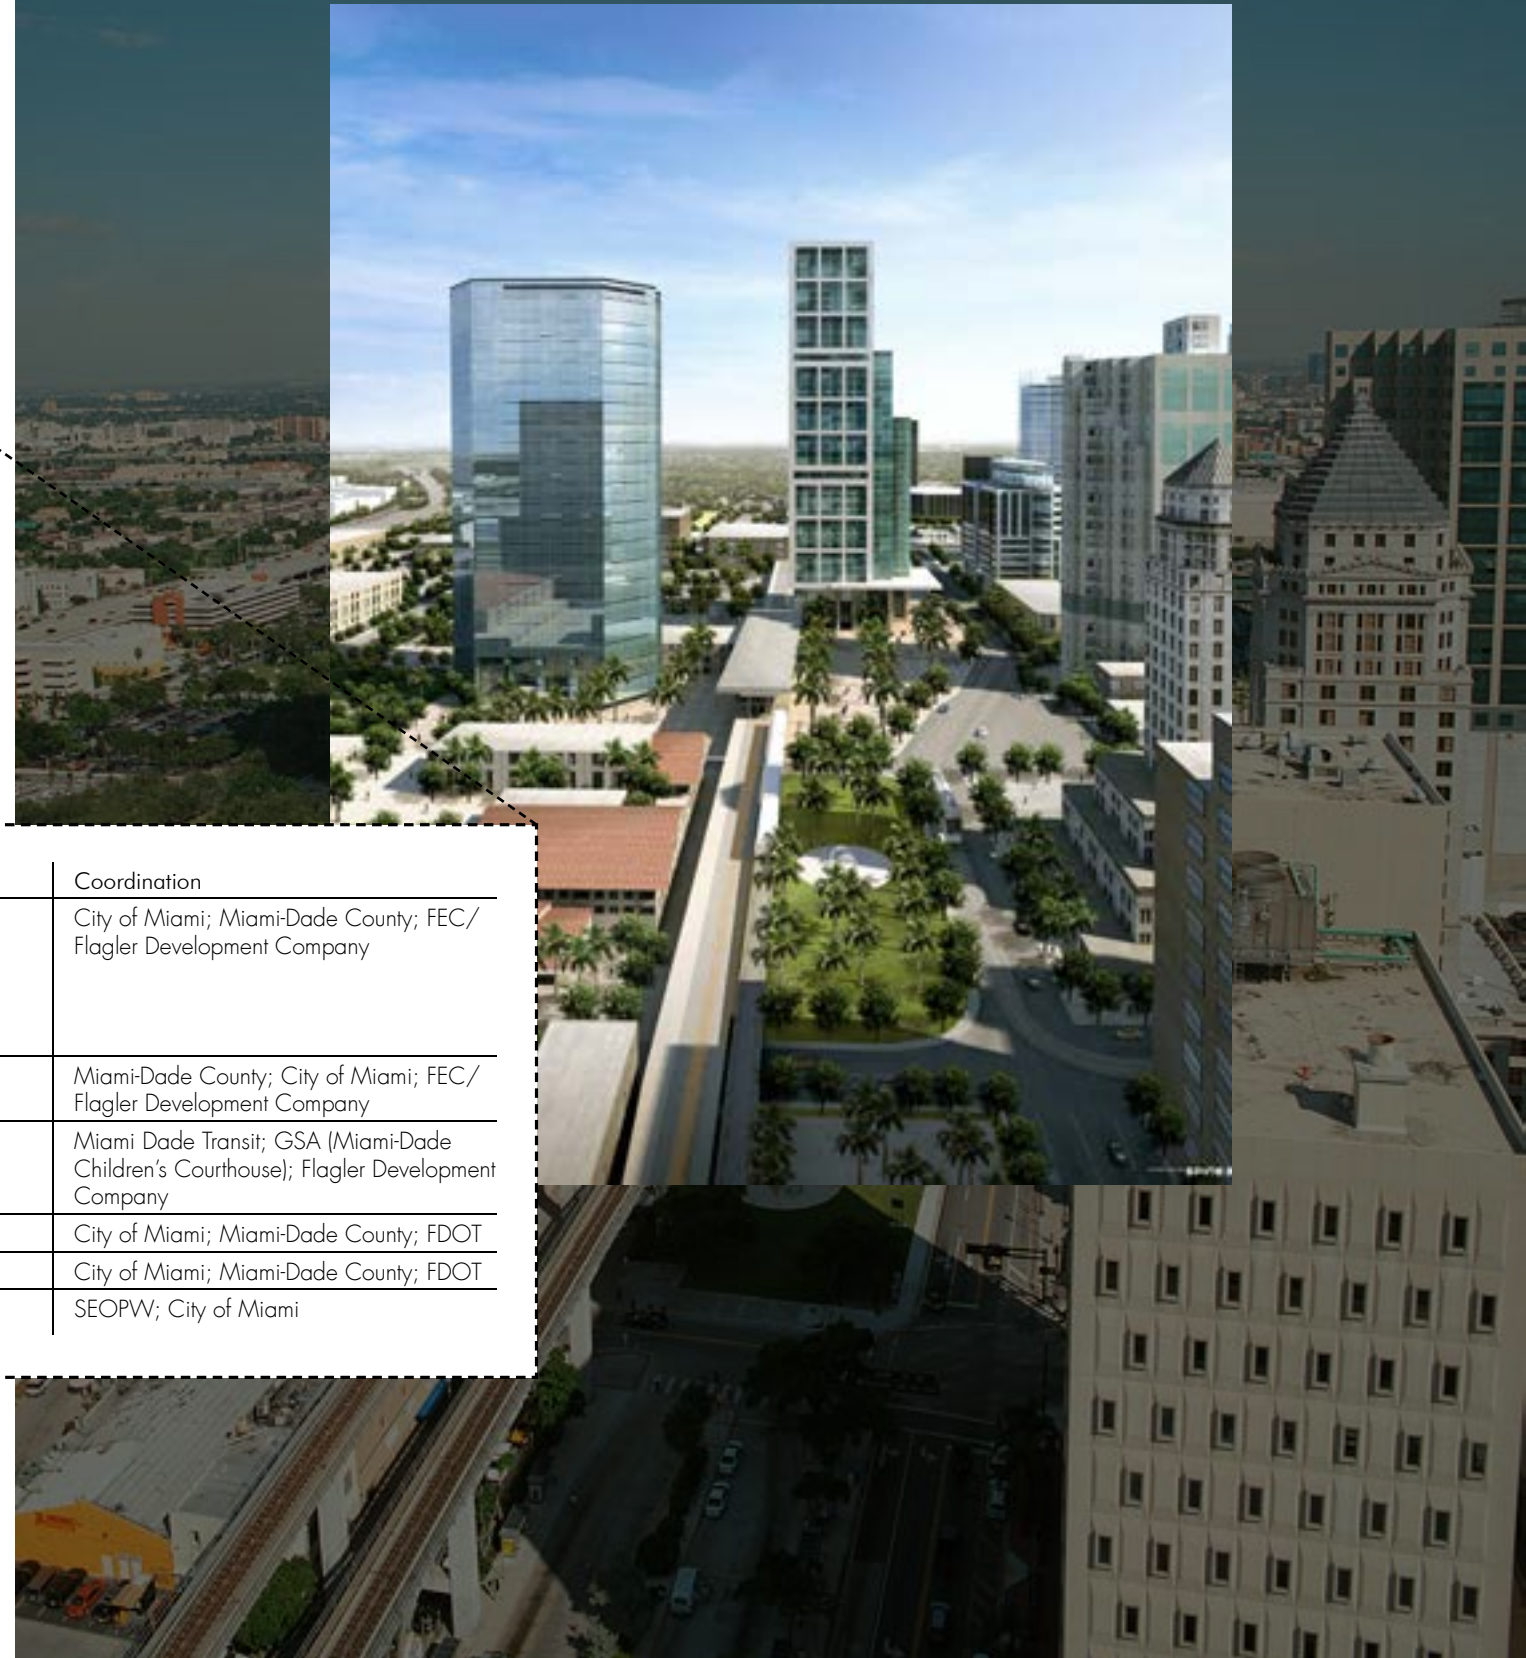 Coordination
City of Miami; Miami-Dade County; FEC/
Flagler Development Company
Miami-Dade County; City of Miami; FEC/
Flagler Development Company
Miami Dade Transit; GSA (Miami-Dade
Children's Courthouse); Flagler Development
Company
City of Miami; Miami-Dade County; FDOT
City of Miami; Miami-Dade County; FDOT
SEOPW; City of Miami